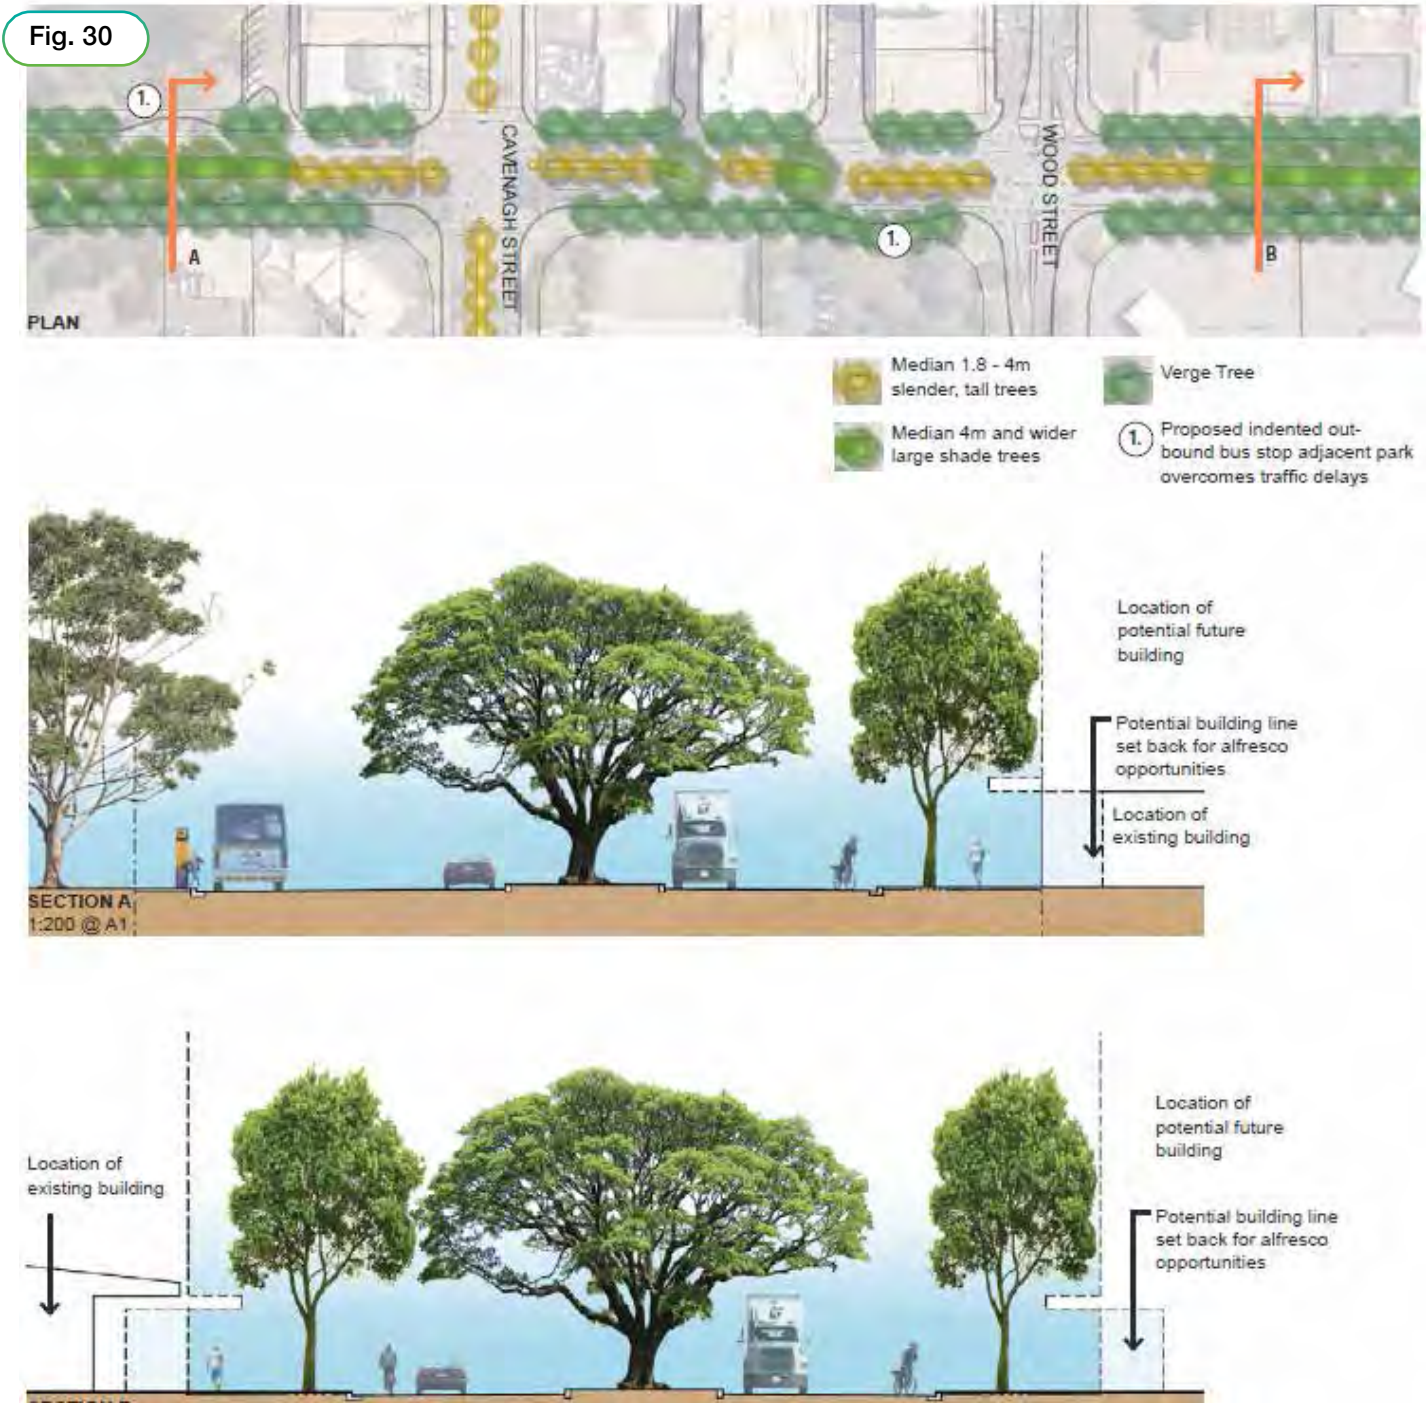 Fig. 30
1.
A
CAVENAGH STREET
1.
WOOD STREET
B
PLAN
Median 1.8 - 4m
slender, tall trees
Median 4m and wider
large shade trees
Verge Tree
1.
Proposed indented out-
bound bus stop adjacent park
overcomes traffic delays
Location of
potential future
building
Potential building line
set back for alfresco
opportunities
Location of
existing building
SECTION A
1:200 @ A1
Location of
existing building
Location of
potential future
building
Potential building line
set back for alfresco
opportunities